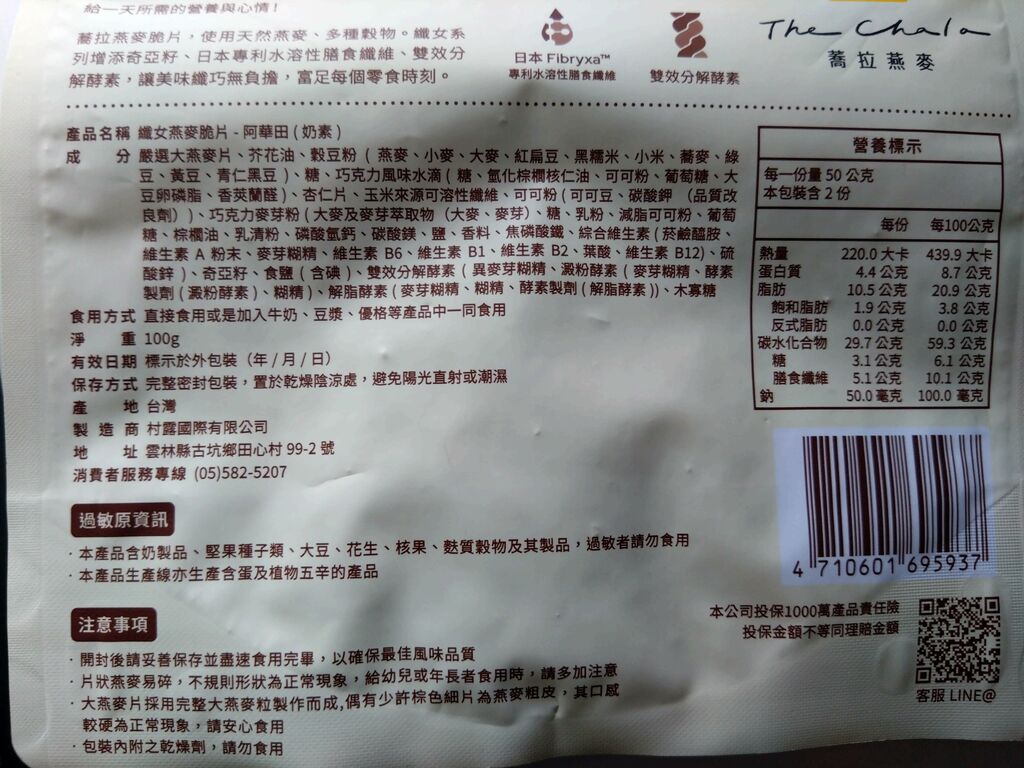 給一天所需的營養與心情!
蕎拉燕麥脆片，使用天然燕麥、多種穀物。纖女系
列增添奇亞籽、日本專利水溶性膳食纖維、雙效分
解酵素，讓美味纖巧無負擔，富足每個零食時刻。
日本 Fibryxa™
專利水溶性膳食纖維
雙效分解酵素
The Chala
蕎拉燕麥
產品名稱 纖女燕麥脆片 - 阿華田 ( 奶素 )
成 分 嚴選大燕麥片、芥花油、穀豆粉 ( 燕麥、小麥、大麥、紅扁豆、黑糯米、小米、蕎麥、綠
豆、黃豆、青仁黑豆 )、糖、巧克力風味水滴 ( 糖、氫化棕櫚核仁油、可可粉、葡萄糖、大
豆卵磷脂、香莢蘭醛 )、杏仁片、玉米來源可溶性纖維、可可粉 ( 可可豆、碳酸鉀 （品質改
良劑）)、巧克力麥芽粉 ( 大麥及麥芽萃取物（大麥、麥芽）、糖、乳粉、減脂可可粉、葡萄
糖、棕櫚油、乳清粉、磷酸氫鈣、碳酸鎂、鹽、香料、焦磷酸鐵、綜合維生素 ( 菸鹼醯胺、
維生素 A 粉末、麥芽糊精、維生素 B6、維生素 B1、維生素 B2、葉酸、維生素 B12)、硫
酸鋅 )、奇亞籽、食鹽 ( 含碘 )、雙效分解酵素 ( 異麥芽糊精、澱粉酵素 ( 麥芽糊精、酵素
製劑 ( 澱粉酵素 )、糊精 )、解脂酵素 ( 麥芽糊精、糊精、酵素製劑 ( 解脂酵素 ))、木寡糖
食用方式 直接食用或是加入牛奶、豆漿、優格等產品中一同食用
淨 重 100g
有效日期 標示於外包裝（年 / 月 / 日）
保存方式 完整密封包裝，置於乾燥陰涼處，避免陽光直射或潮濕
產 地 台灣
製 造 商 村露國際有限公司
地 址 雲林縣古坑鄉田心村 99-2 號
消費者服務專線 (05)582-5207
營養標示
每一份量 50 公克
本包裝含 2 份
每份 每100公克
熱量 220.0 大卡 439.9 大卡
蛋白質 4.4 公克 8.7 公克
脂肪 10.5 公克 20.9 公克
飽和脂肪 1.9 公克 3.8 公克
反式脂肪 0.0 公克 0.0 公克
碳水化合物 29.7 公克 59.3 公克
糖 3.1 公克 6.1 公克
膳食纖維 5.1 公克 10.1 公克
鈉 50.0 毫克 100.0 毫克
4 710601 695937
過敏原資訊
· 本產品含奶製品、堅果種子類、大豆、花生、核果、麩質穀物及其製品，過敏者請勿食用
· 本產品生產線亦生產含蛋及植物五辛的產品
本公司投保1000萬產品責任險
投保金額不等同理賠金額
客服 LINE@
注意事項
· 開封後請妥善保存並盡速食用完畢，以確保最佳風味品質
· 片狀燕麥易碎，不規則形狀為正常現象，給幼兒或年長者食用時，請多加注意
· 大燕麥片採用完整大燕麥粒製作而成,偶有少許棕色細片為燕麥粗皮，其口感
較硬為正常現象，請安心食用
· 包裝內附之乾燥劑，請勿食用